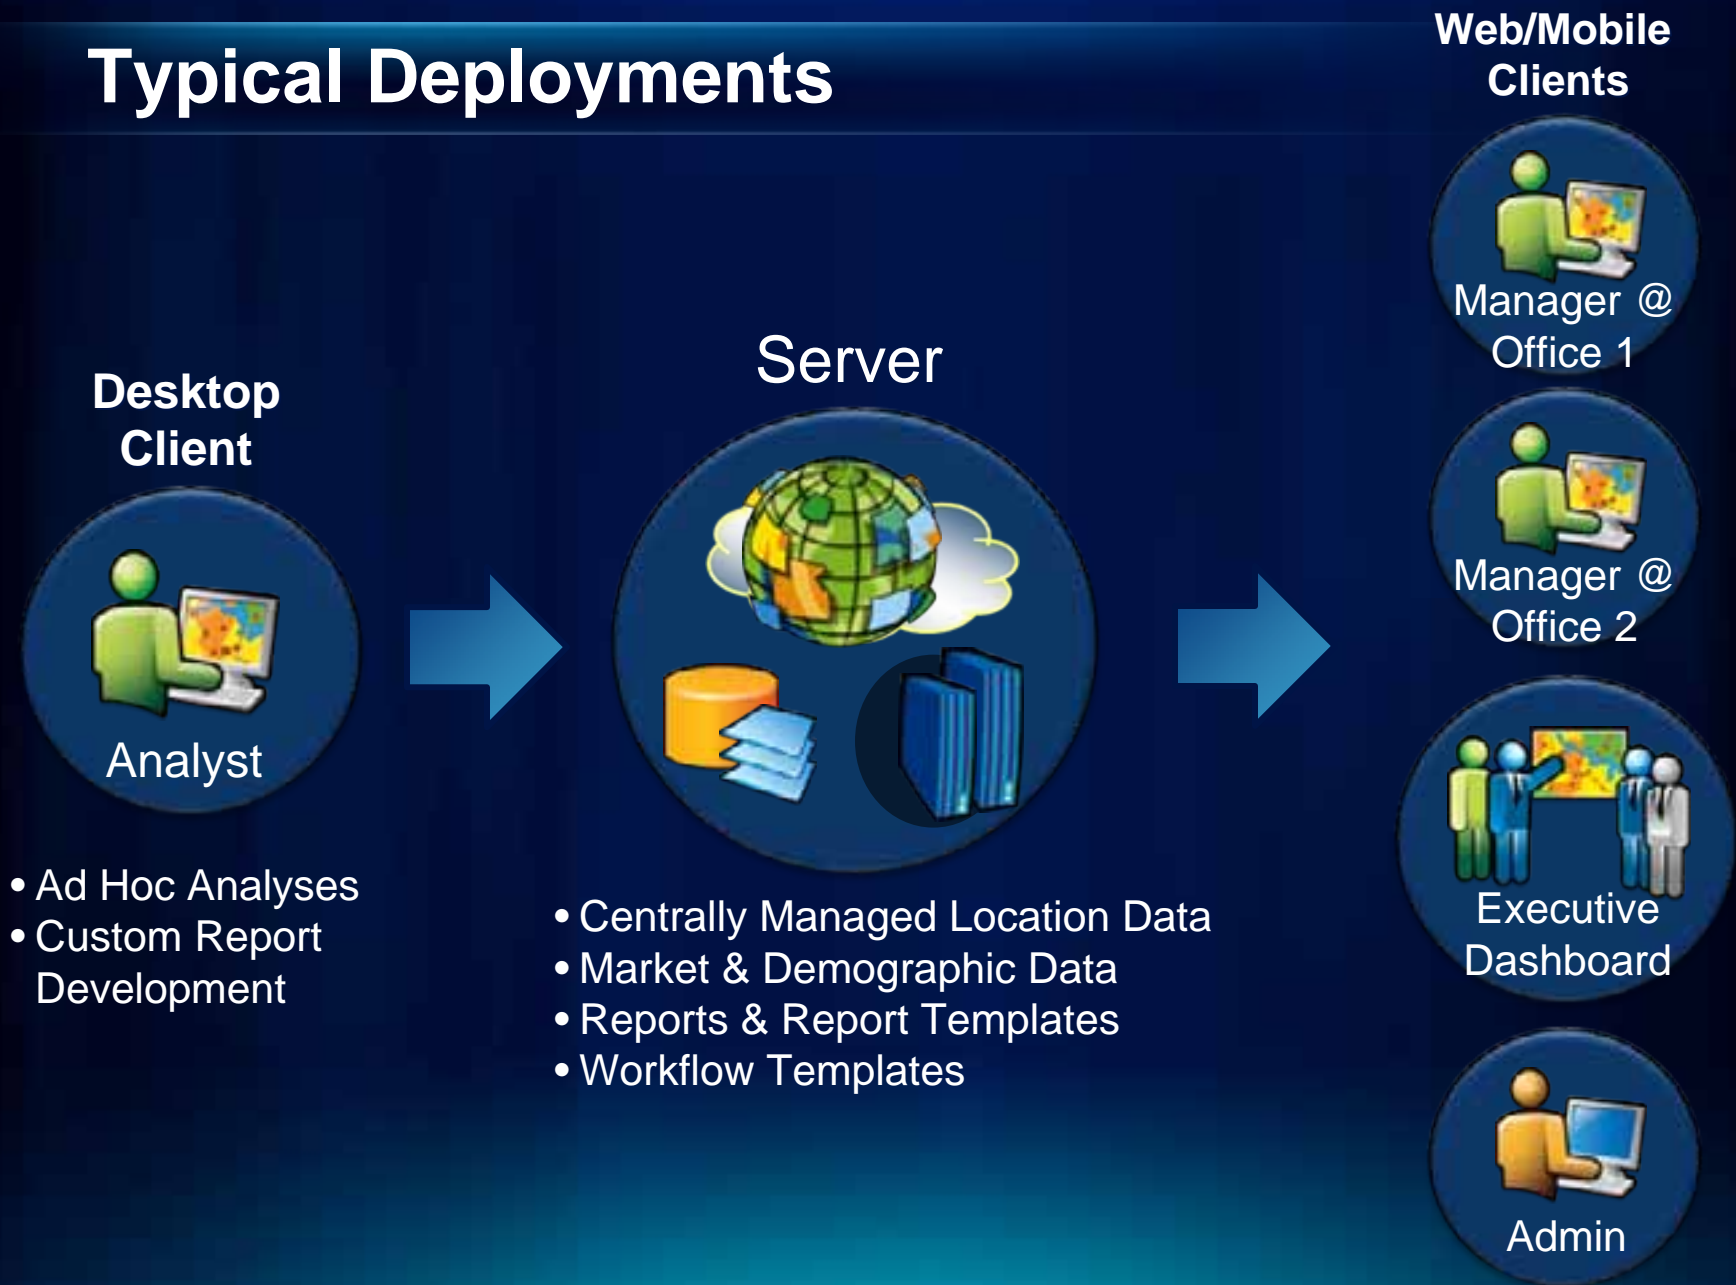 Typical Deployments
Web/Mobile
Clients
Manager @
Office 1
Manager @
Office 2
Executive
Dashboard
Admin
Desktop
Client
Analyst
• Ad Hoc Analyses
• Custom Report
Development
Server
• Centrally Managed Location Data
• Market & Demographic Data
• Reports & Report Templates
• Workflow Templates